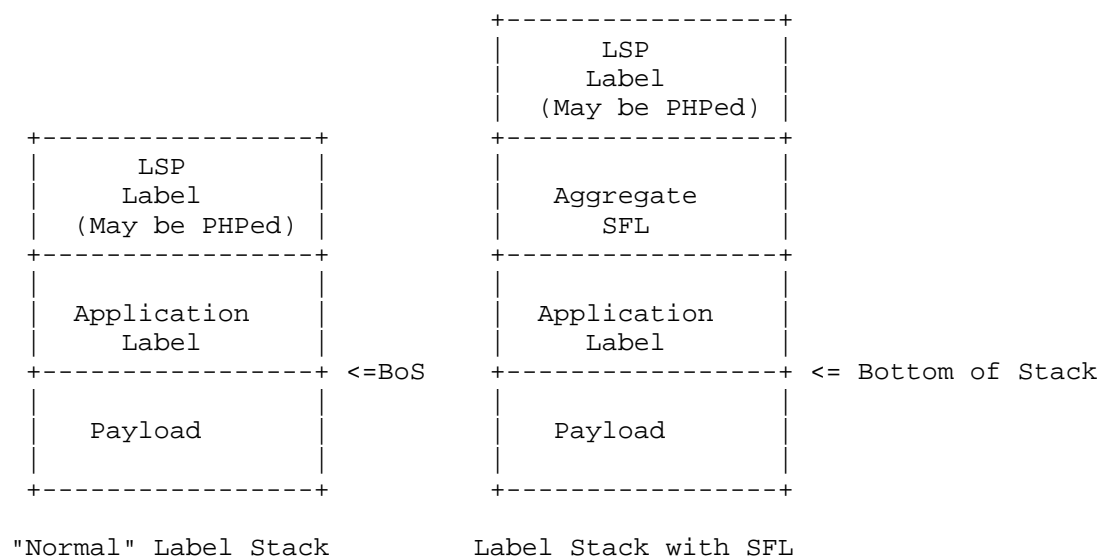 +-----------------+
                               |      LSP        |
                               |     Label       |
                               |  (May be PHPed) |
 +-----------------+           +-----------------+
 |      LSP        |           |                 |
 |     Label       |           |   Aggregate     |
 |  (May be PHPed) |           |      SFL        |
 +-----------------+           +-----------------+
 |                 |           |                 |
 |  Application    |           |  Application    |
 |     Label       |           |     Label       |
 +-----------------+ <=BoS     +-----------------+ <= Bottom of Stack
 |                 |           |                 |
 |   Payload       |           |   Payload       |
 |                 |           |                 |
 +-----------------+           +-----------------+
"Normal" Label Stack          Label Stack with SFL